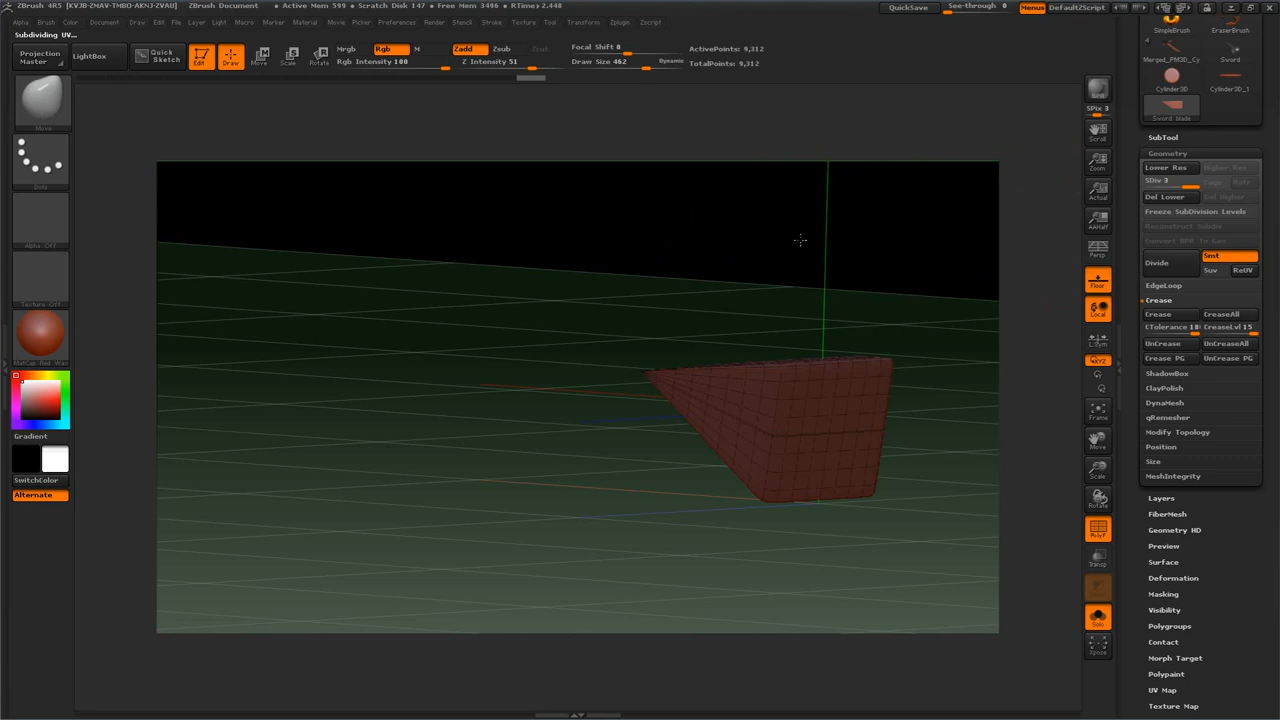 ZBrush 4R5 [KVJB-ZMAV-TMBO-AKNJ-ZVAU]
ZBrush Document
• Active Mem 599 • Scratch Disk 147 • Free Mem 3496 • RTime▸2.448
QuickSave
See-through 0
Menus
DefaultZScript
Alpha Brush Color Document Draw Edit File Layer Light Macro Marker Material Movie Picker Preferences Render Stencil Stroke Texture Tool Transform Zplugin Zscript
Subdividing UV...
Projection Master
LightBox
Quick Sketch
Edit
Draw
Move
Scale
Rotate
Mrgb
Rgb
M
Rgb Intensity 100
Zadd
Zsub
Zcut
Z Intensity 51
Focal Shift 0
Draw Size 462
Dynamic
ActivePoints: 9,312
TotalPoints: 9,312
Move
Dots
Alpha Off
Texture Off
MatCap Red Wax
Gradient
SwitchColor
Alternate
SPix 3
Scroll
Zoom
Actual
AAHalf
Persp
Floor
Local
L.Sym
XYZ
Frame
Move
Scale
Rotate
PolyF
Transp
Solo
Xpose
SimpleBrush
EraserBrush
4
Merged_PM3D_Cy
Sword
Cylinder3D
Cylinder3D_1
Sword blade
SubTool
Geometry
Lower Res
Higher Res
SDiv 3
Cage
Rstr
Del Lower
Del Higher
Freeze SubDivision Levels
Reconstruct Subdiv
Convert BPR To Geo
Divide
Smt
Suv
ReUV
EdgeLoop
Crease
Crease
CreaseAll
CTolerance 18
CreaseLvl 15
UnCrease
UnCreaseAll
Crease PG
UnCrease PG
ShadowBox
ClayPolish
DynaMesh
qRemesher
Modify Topology
Position
Size
MeshIntegrity
Layers
FiberMesh
Geometry HD
Preview
Surface
Deformation
Masking
Visibility
Polygroups
Contact
Morph Target
Polypaint
UV Map
Texture Map